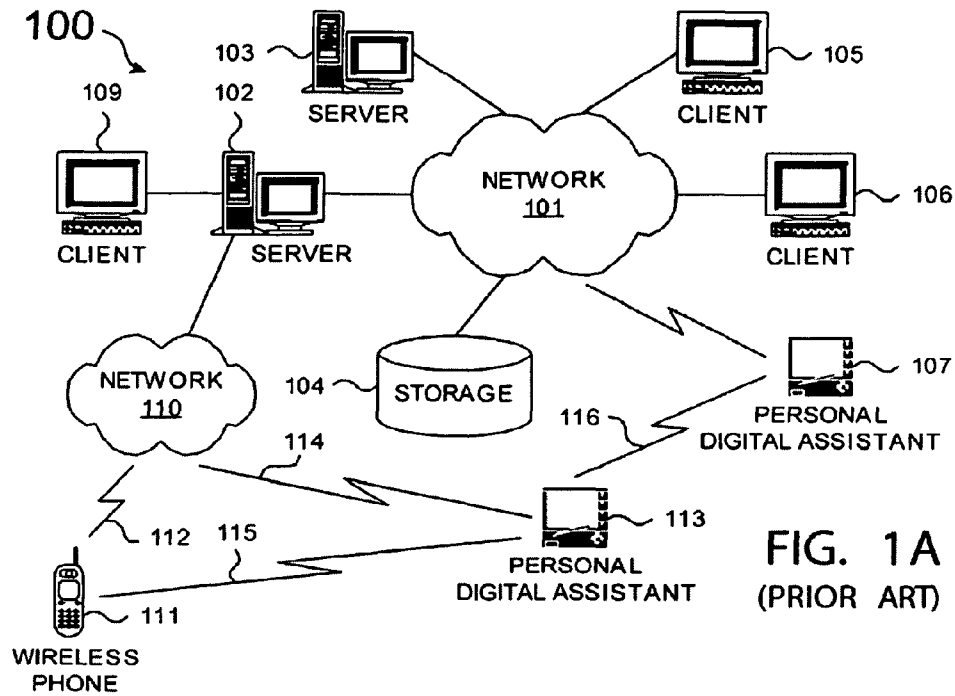 100
103
SERVER
105
CLIENT
109
102
CLIENT
SERVER
NETWORK
101
106
CLIENT
NETWORK
110
104
STORAGE
107
PERSONAL
DIGITAL ASSISTANT
116
114
112
115
113
PERSONAL
DIGITAL ASSISTANT
111
WIRELESS
PHONE
FIG. 1A
(PRIOR ART)